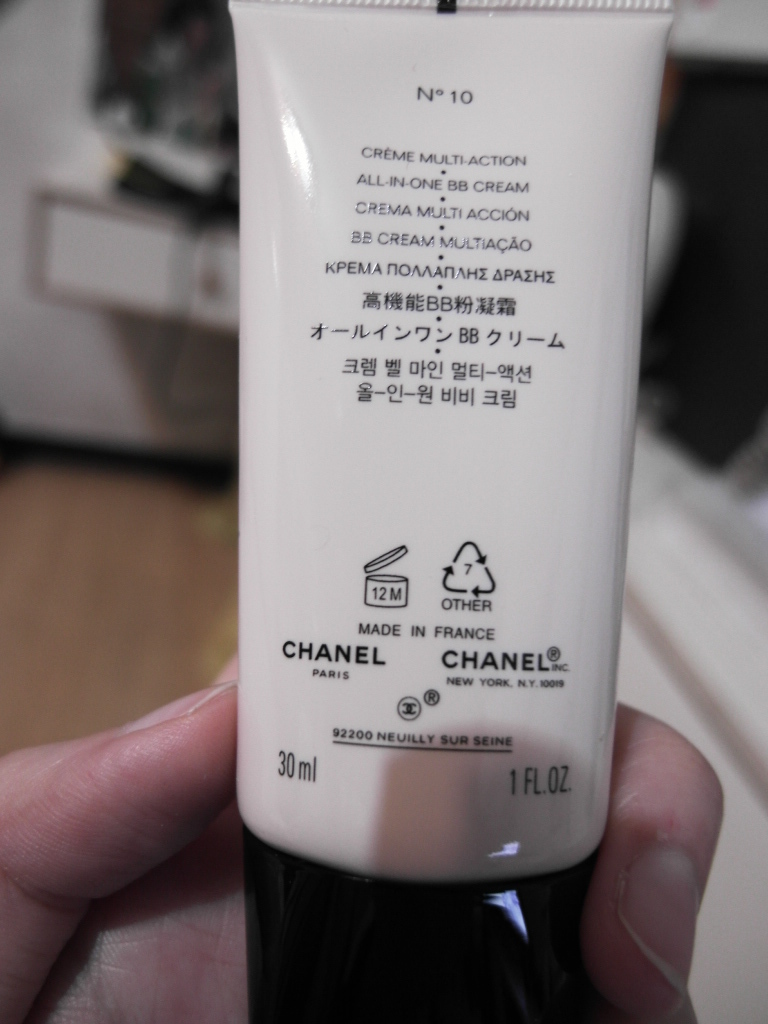 N° 10
CRÈME MULTI-ACTION
ALL-IN-ONE BB CREAM
CREMA MULTI ACCIÓN
BB CREAM MULTIAÇÃO
ΚΡΕΜΑ ΠΟΛΛΑΠΛΗΣ ΔΡΑΣΗΣ
高機能BB粉凝霜
オールインワン BB クリーム
크렘 벨 마인 멀티-액션
올-인-원 비비 크림
12 M
7
OTHER
MADE IN FRANCE
CHANEL CHANEL® INC.
PARIS NEW YORK. N.Y. 10019
®
92200 NEUILLY SUR SEINE
30 ml 1 FL.OZ.